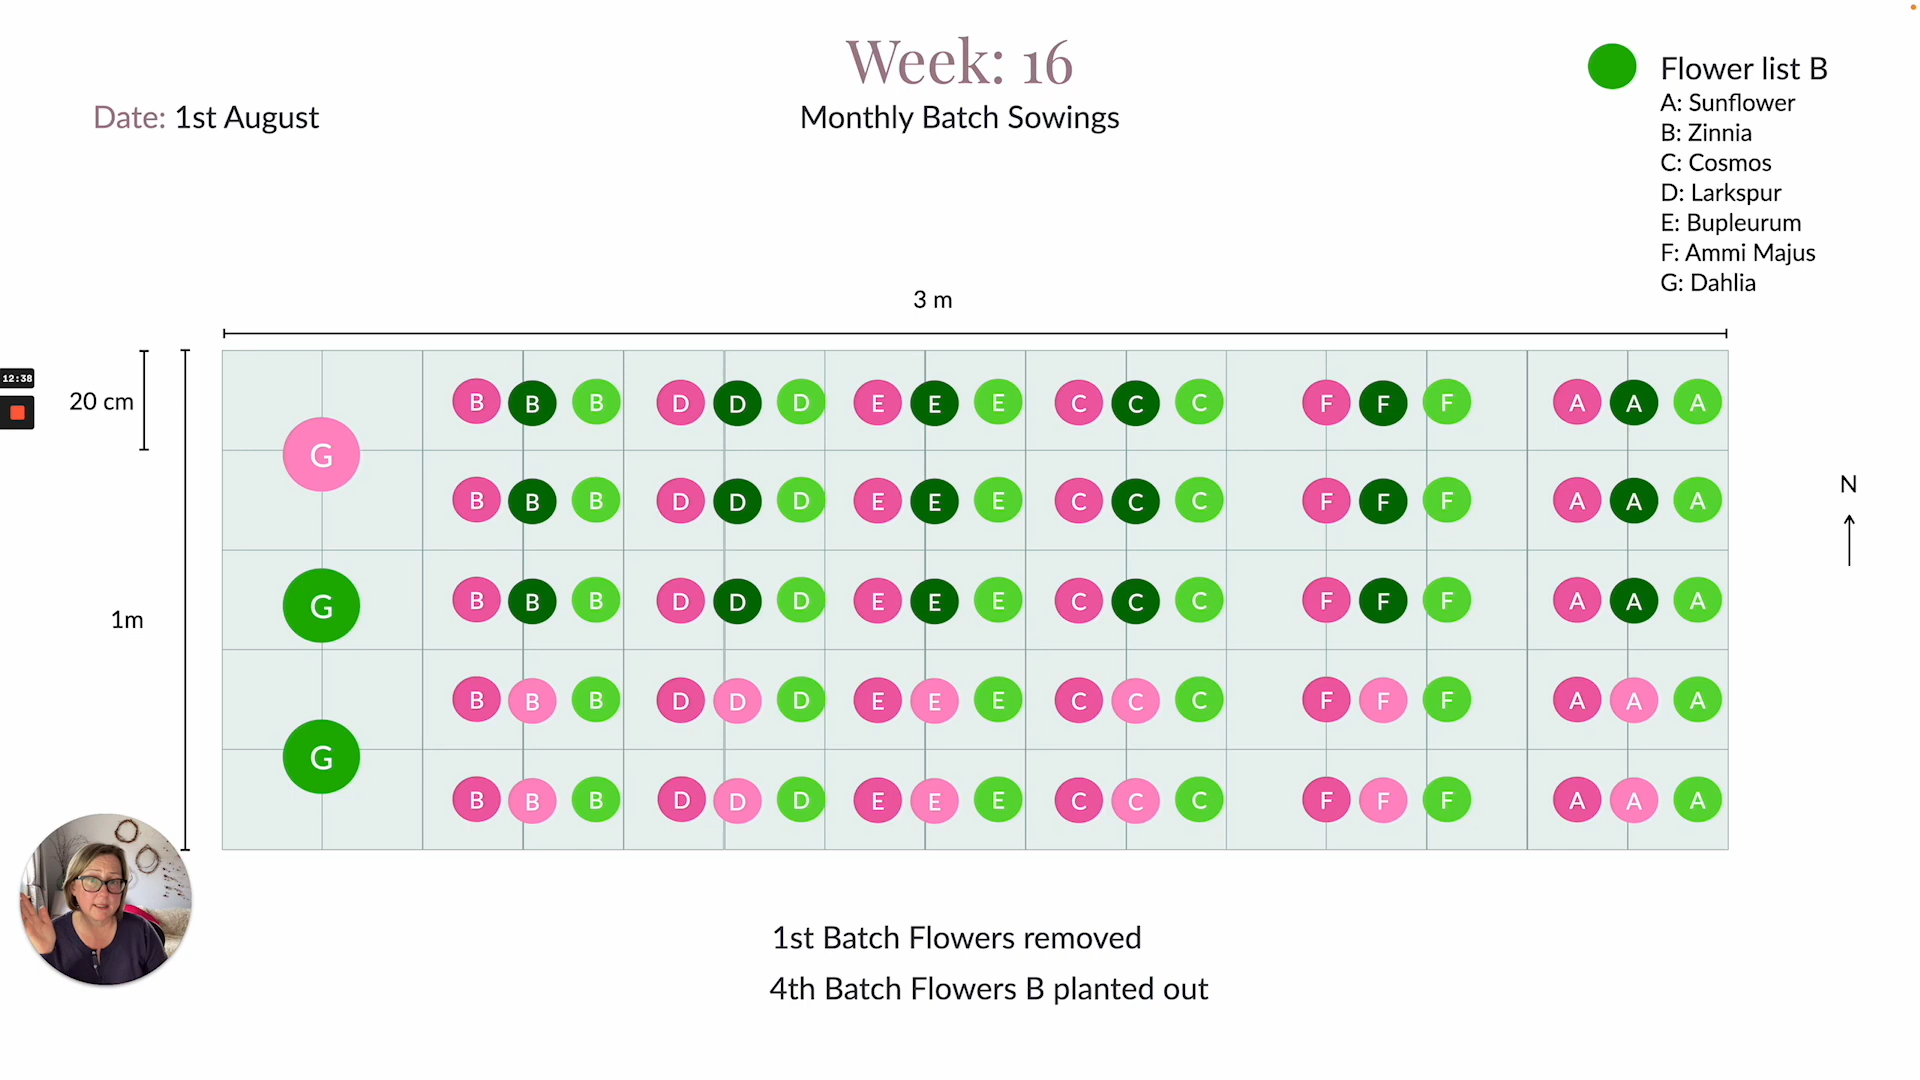 Week: 16
Date: 1st August
Monthly Batch Sowings
Flower list B
A: Sunflower
B: Zinnia
C: Cosmos
D: Larkspur
E: Bupleurum
F: Ammi Majus
G: Dahlia
3 m
12:38
20 cm
1m
N
G
G
G
B B B D D D E E E C C C F F F A A A
B B B D D D E E E C C C F F F A A A
B B B D D D E E E C C C F F F A A A
B B B D D D E E E C C C F F F A A A
B B B D D D E E E C C C F F F A A A
1st Batch Flowers removed
4th Batch Flowers B planted out